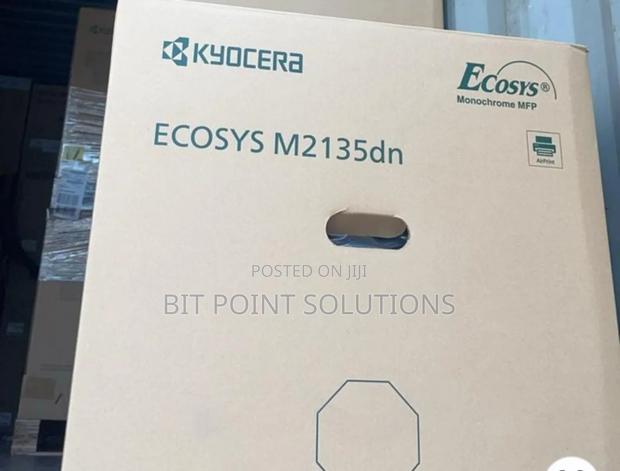 KYOCERA
ECOSYS®
Monochrome MFP
ECOSYS M2135dn
AirPrint
POSTED ON JIJI
BIT POINT SOLUTIONS